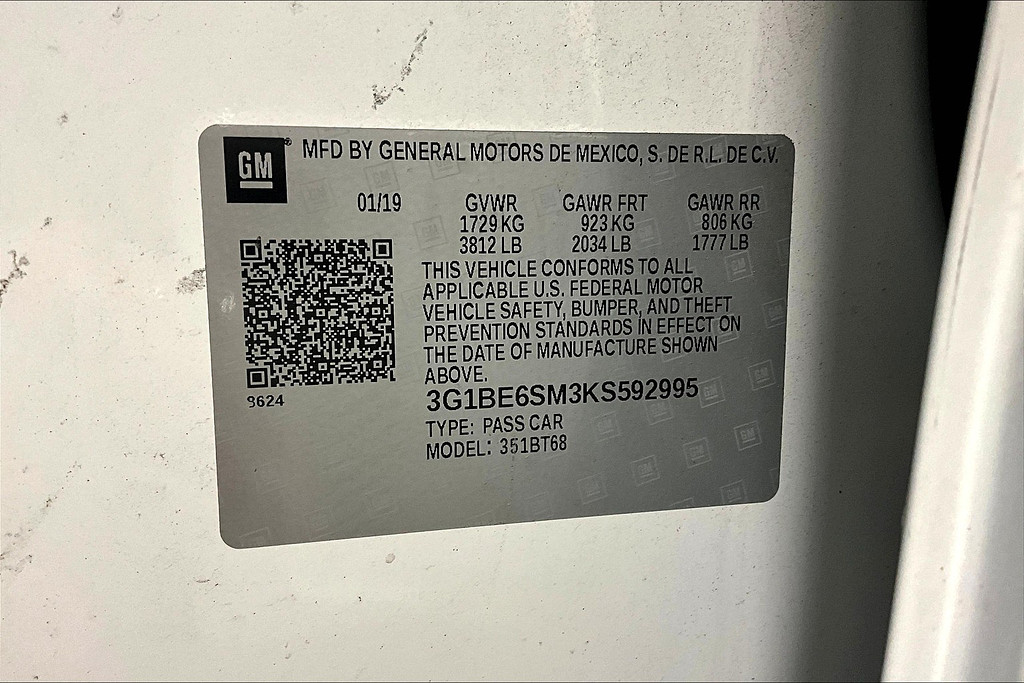 GM® MFD BY GENERAL MOTORS DE MEXICO, S. DE R.L. DE C.V.
01/19 GVWR GAWR FRT GAWR RR
1729 KG 923 KG 806 KG
3812 LB 2034 LB 1777 LB
THIS VEHICLE CONFORMS TO ALL
APPLICABLE U.S. FEDERAL MOTOR
VEHICLE SAFETY, BUMPER, AND THEFT
PREVENTION STANDARDS IN EFFECT ON
THE DATE OF MANUFACTURE SHOWN
ABOVE.
3G1BE6SM3KS592995
TYPE: PASS CAR
MODEL: 351BT68